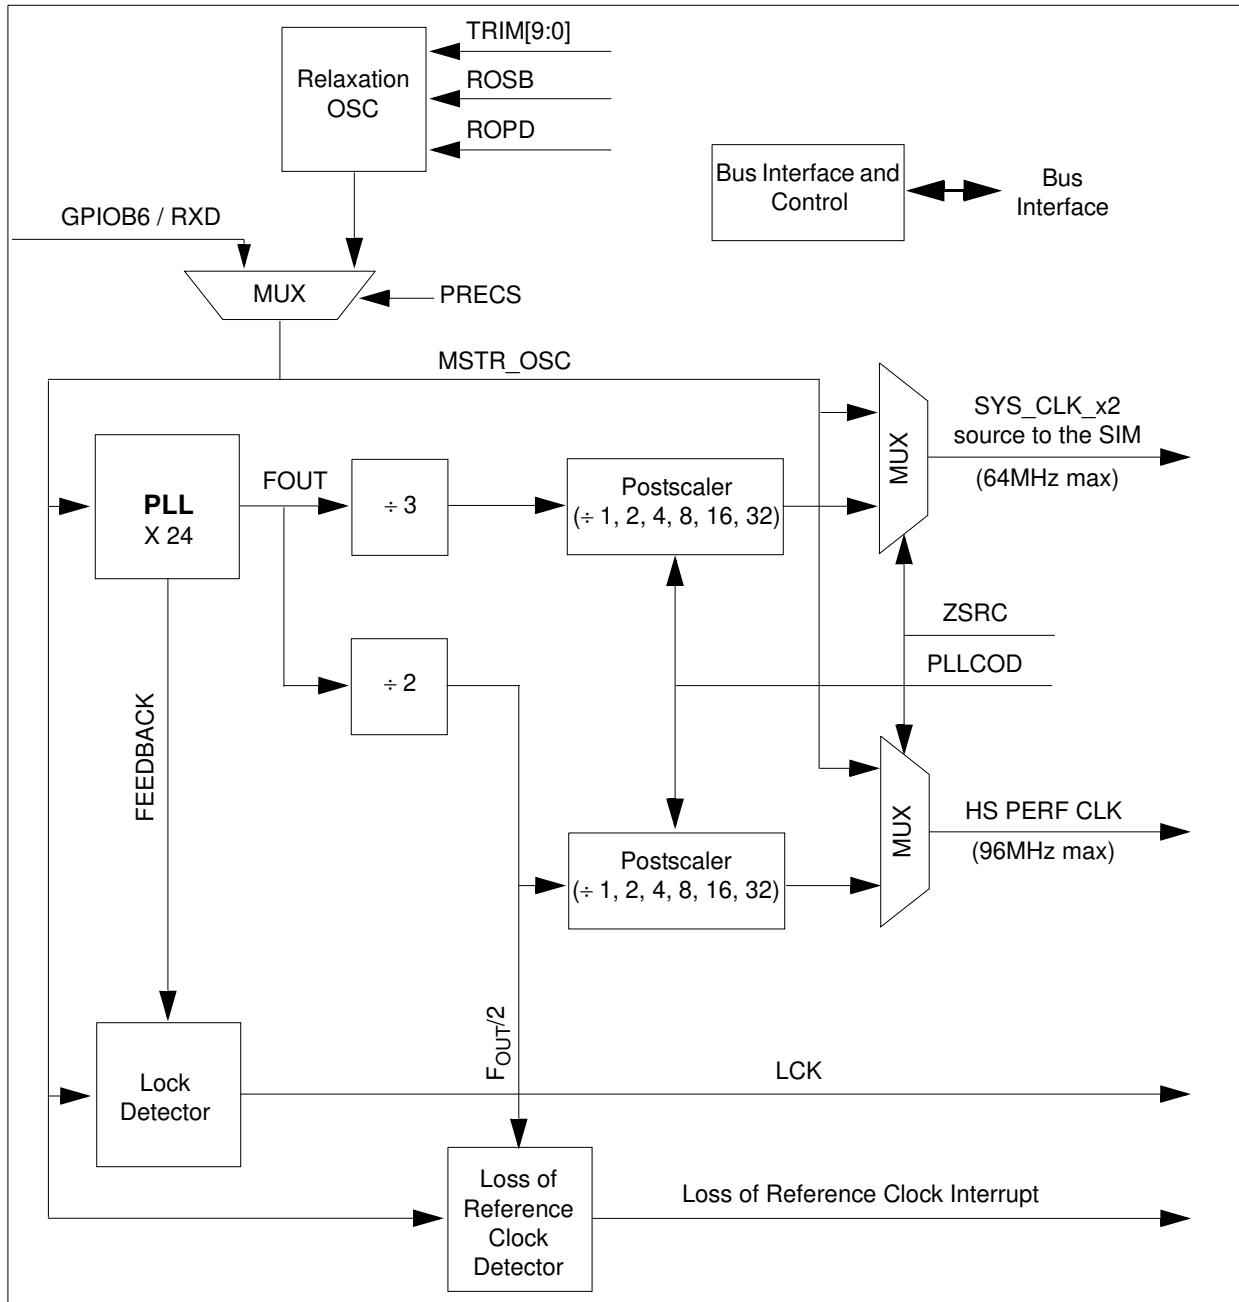 TRIM[9:0]
Relaxation
OSC
ROSB
ROPD
Bus Interface and
Control
Bus
Interface
GPIOB6 / RXD
MUX
PRECS
MSTR_OSC
SYS_CLK_x2
source to the SIM
(64MHz max)
MUX
PLL
X 24
FOUT
÷ 3
Postscaler
(÷ 1, 2, 4, 8, 16, 32)
ZSRC
PLLCOD
÷ 2
FEEDBACK
MUX
HS PERF CLK
(96MHz max)
Postscaler
(÷ 1, 2, 4, 8, 16, 32)
FOUT/2
Lock
Detector
LCK
Loss of
Reference
Clock
Detector
Loss of Reference Clock Interrupt